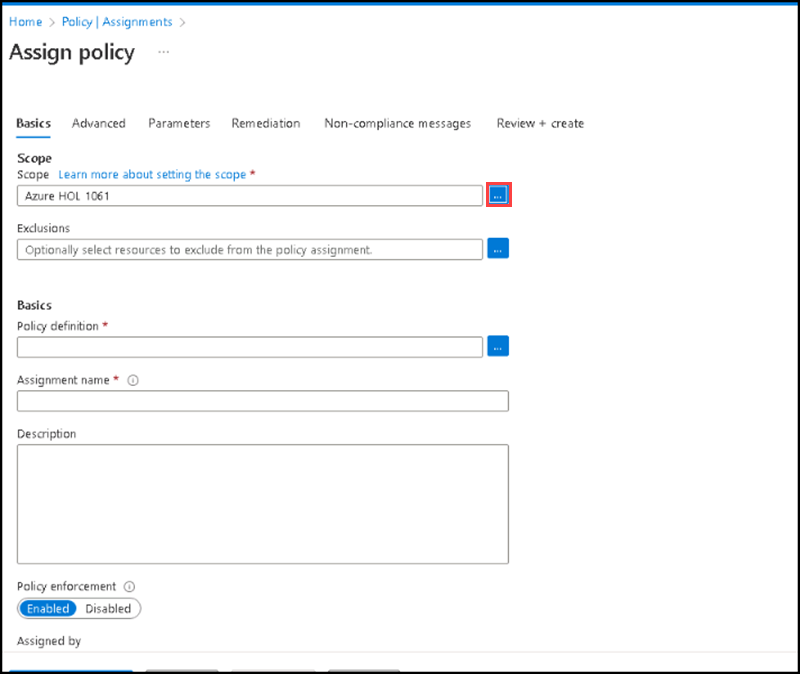 Home > Policy | Assignments >
Assign policy ...
Basics Advanced Parameters Remediation Non-compliance messages Review + create
Scope
Scope Learn more about setting the scope *
Azure HOL 1061 ...
Exclusions
Optionally select resources to exclude from the policy assignment. ...
Basics
Policy definition *
...
Assignment name *
Description
Policy enforcement
Enabled Disabled
Assigned by